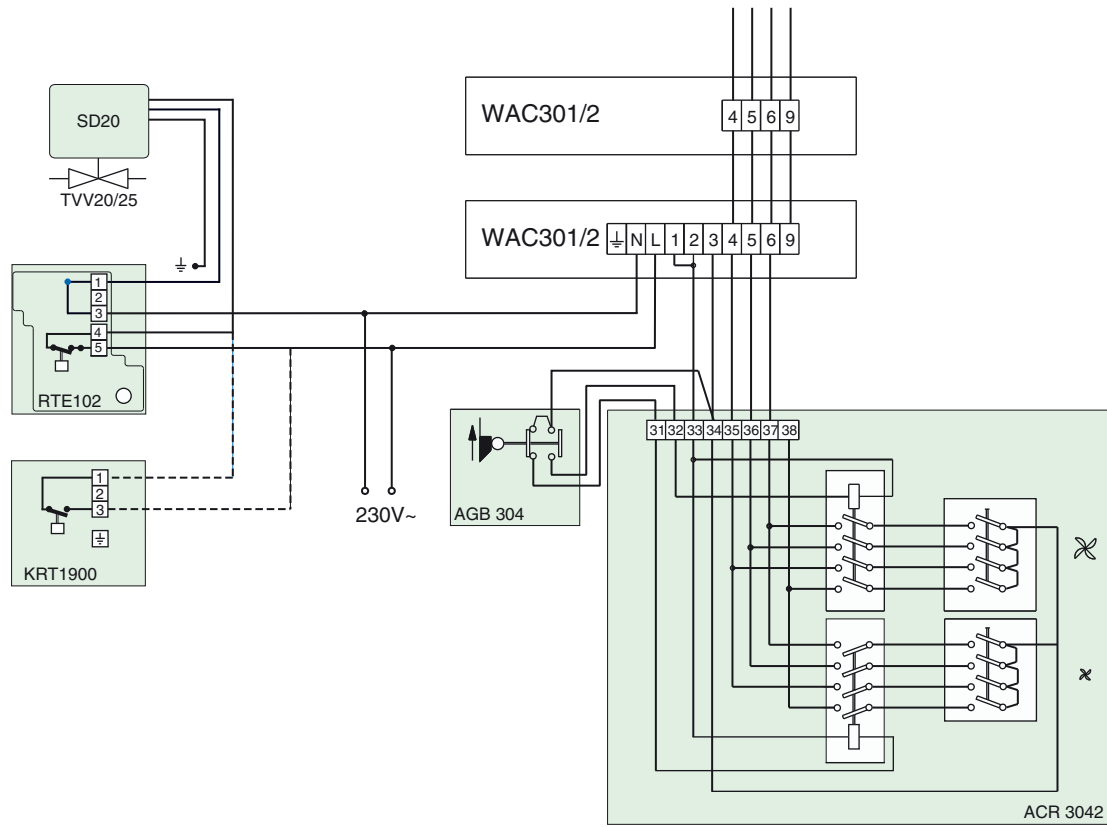 WAC301/2
4 5 6 9
SD20
TVV20/25
WAC301/2
N L 1 2 3 4 5 6 9
1
2
3
4
5
RTE102
1
2
3
KRT1900
230V~
AGB 304
31 32 33 34 35 36 37 38
ACR 3042